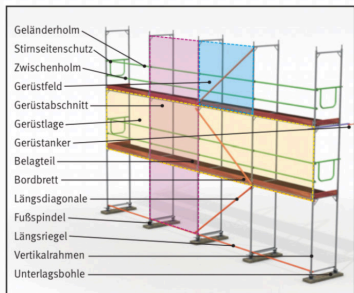 Geländerholm
Stirnseitenschutz
Zwischenholm
Gerüstfeld
Gerüstabschnitt
Gerüstlage
Gerüstanker
Belagteil
Bordbrett
Längsdiagonale
Fußspindel
Längsriegel
Vertikalrahmen
Unterlagsbohle